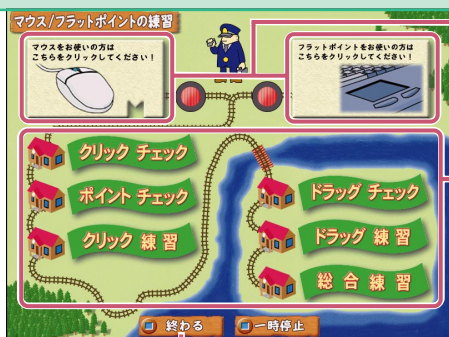 マウス/フラットポイントの練習
マウスをお使いの方は
こちらをクリックしてください!
フラットポイントをお使いの方は
こちらをクリックしてください!
クリック チェック
ポイント チェック
クリック 練習
ドラッグ チェック
ドラッグ 練習
総合練習
終わる
一時停止